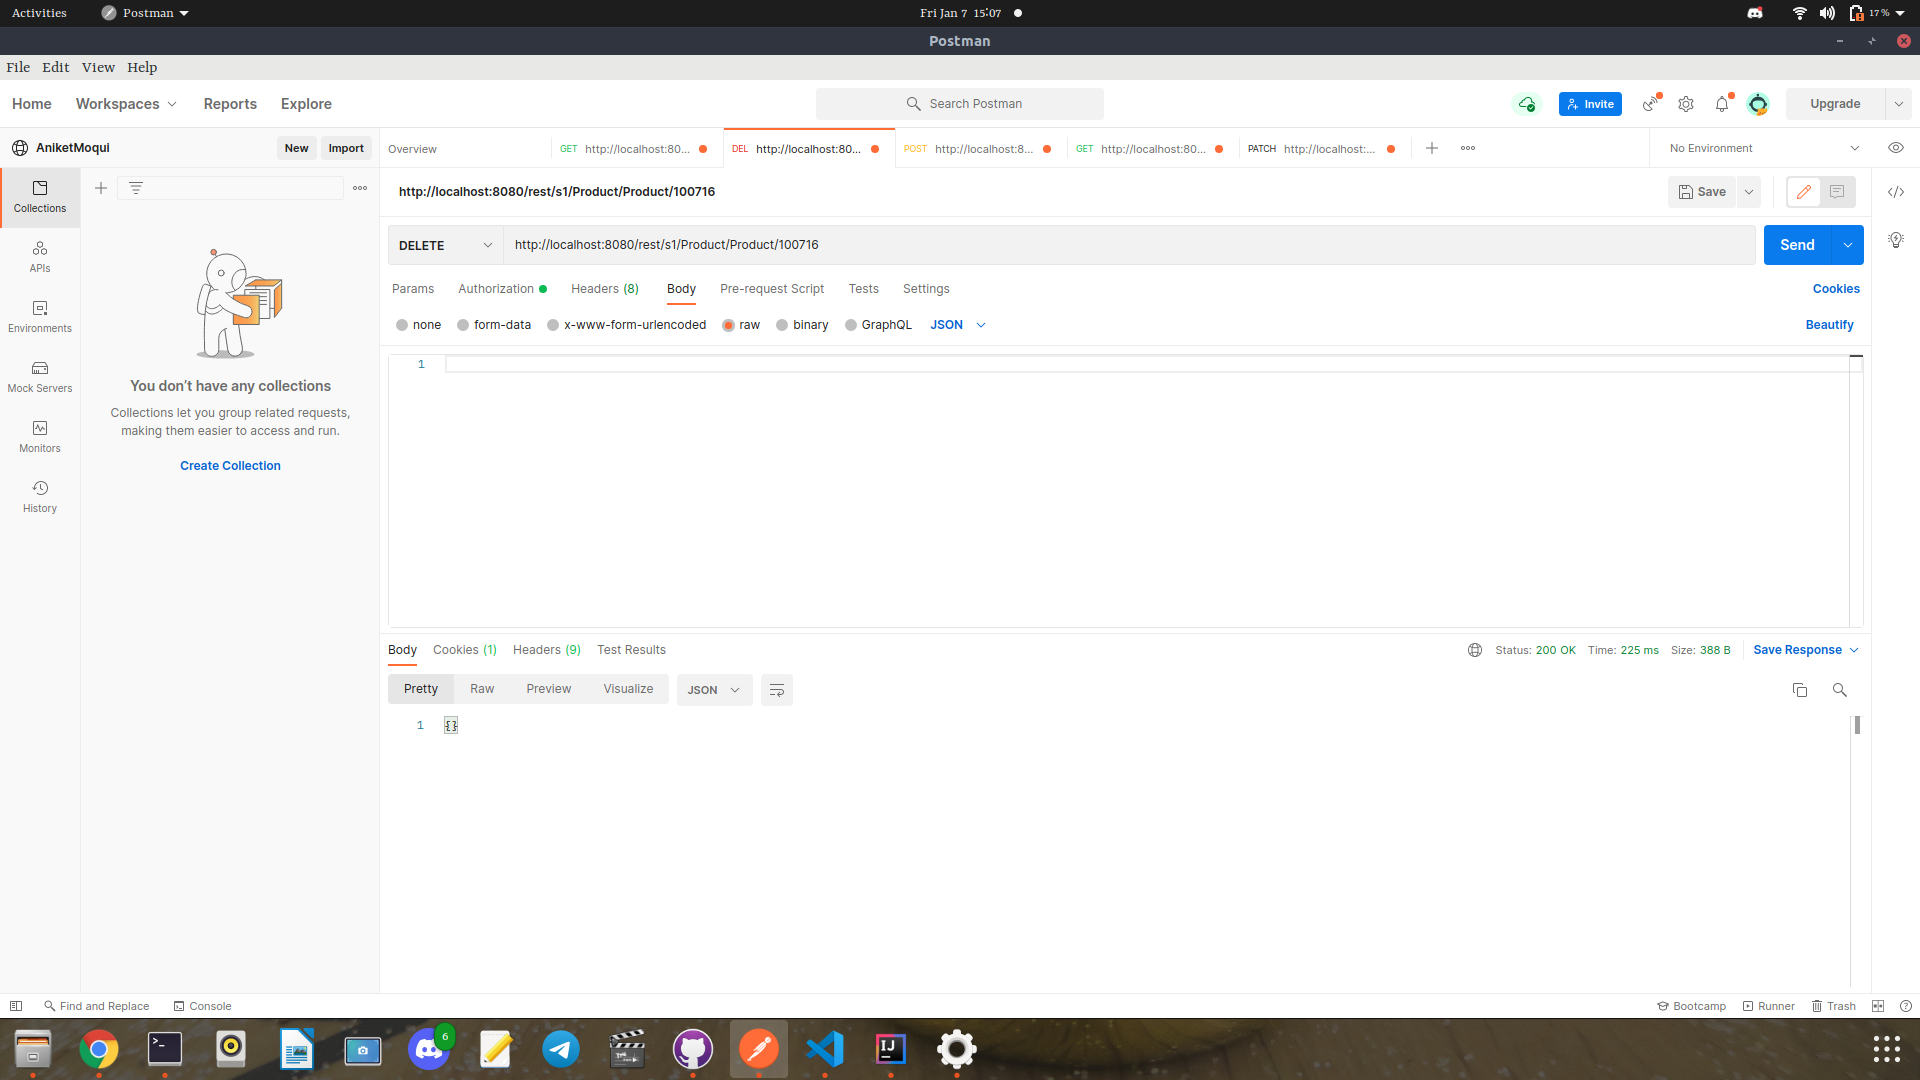 Activities Postman Fri Jan 7 15:07 17 %
Postman
File Edit View Help
Home Workspaces Reports Explore Search Postman Invite Upgrade
AniketMoqui New Import Overview GET http://localhost:80... DEL http://localhost:80... POST http://localhost:8... GET http://localhost:80... PATCH http://localhost:... No Environment
Collections
APIs
Environments
Mock Servers
Monitors
History
You don't have any collections
Collections let you group related requests,
making them easier to access and run.
Create Collection
http://localhost:8080/rest/s1/Product/Product/100716 Save
DELETE http://localhost:8080/rest/s1/Product/Product/100716 Send
Params Authorization Headers (8) Body Pre-request Script Tests Settings Cookies
none form-data x-www-form-urlencoded raw binary GraphQL JSON Beautify
1
Body Cookies (1) Headers (9) Test Results Status: 200 OK Time: 225 ms Size: 388 B Save Response
Pretty Raw Preview Visualize JSON
1 {}
Find and Replace Console Bootcamp Runner Trash
6
IJ